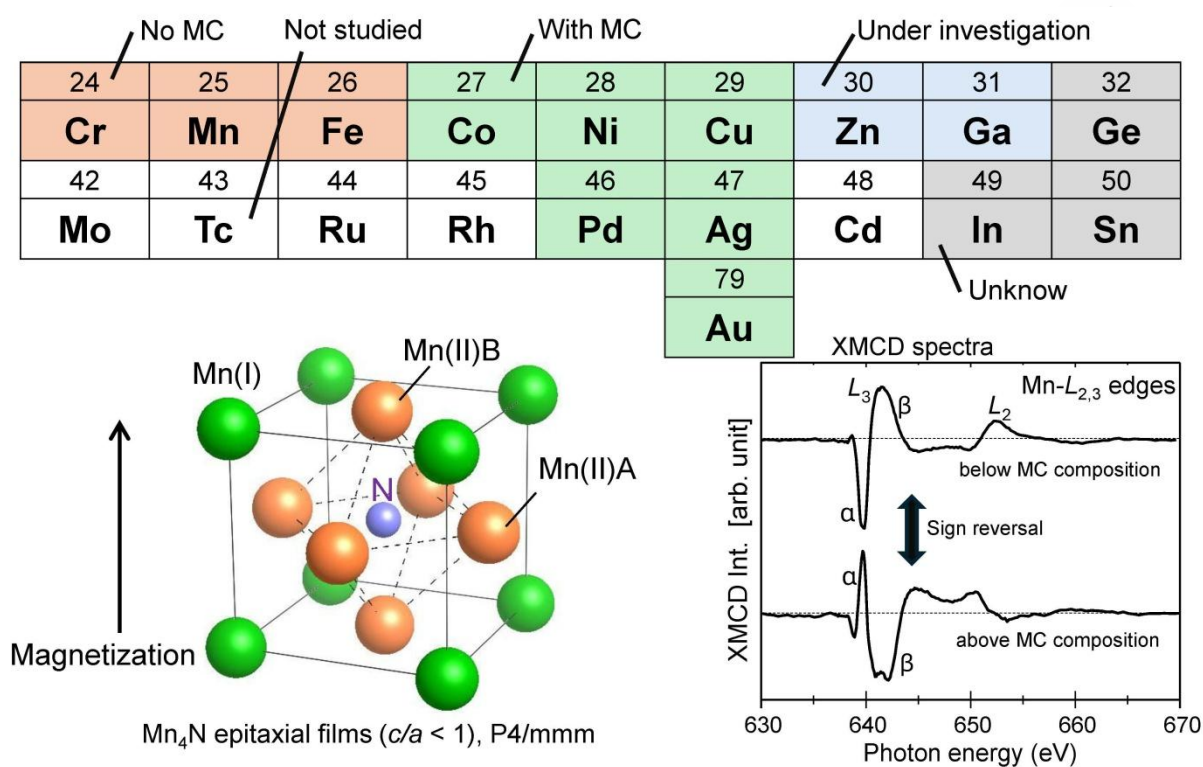 No MC Not studied With MC Under investigation
24 25 26 27 28 29 30 31 32
Cr Mn Fe Co Ni Cu Zn Ga Ge
42 43 44 45 46 47 48 49 50
Mo Tc Ru Rh Pd Ag Cd In Sn
79
Au
Unknow
Mn(I)
Mn(II)B
Mn(II)A
N
Magnetization
Mn₄N epitaxial films (c/a < 1), P4/mmm
XMCD spectra
Mn-L₂,₃ edges
L₃
β
L₂
below MC composition
α
Sign reversal
α
β
above MC composition
XMCD Int. [arb. unit]
630 640 650 660 670
Photon energy (eV)